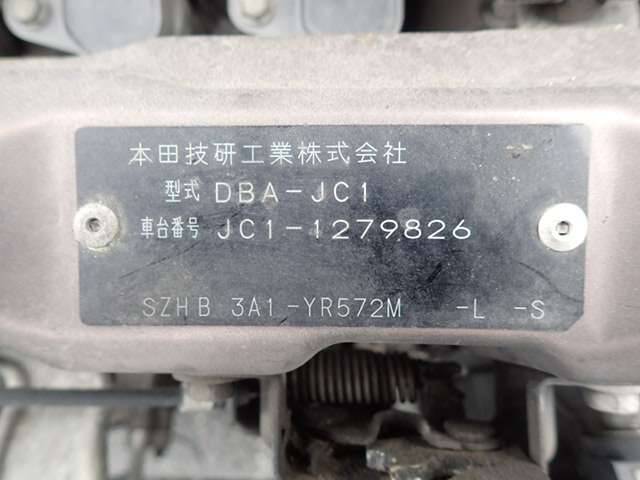 本田技研工業株式会社
型式 DBA-JC1
車台番号 JC1-1279826
SZHB 3A1-YR572M -L -S